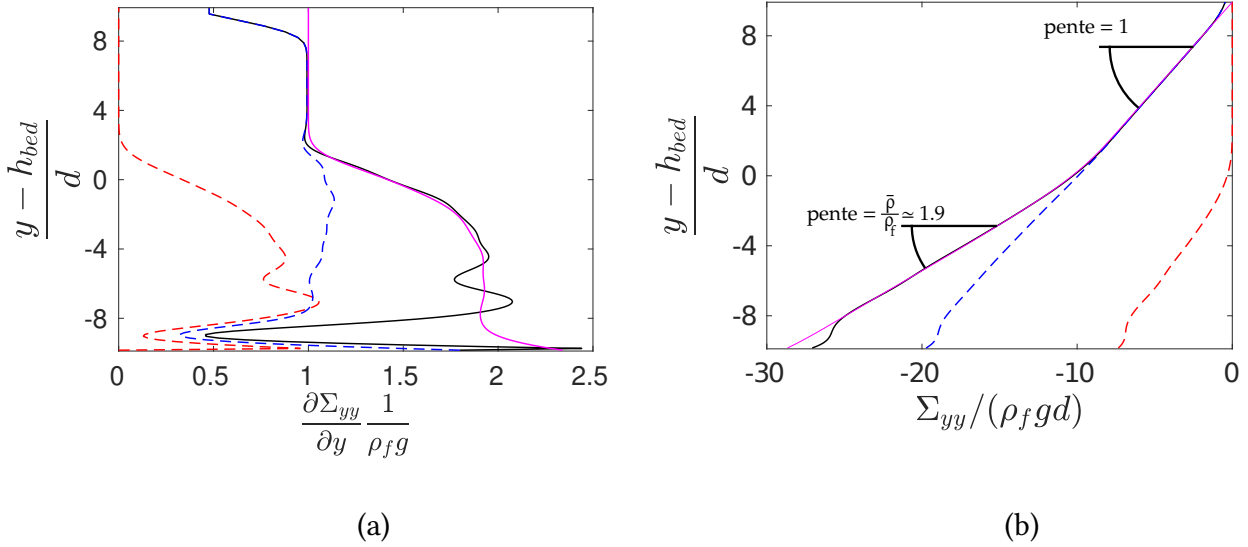 8
4
0
-4
-8
y − h_bed / d
0 0.5 1 1.5 2 2.5
∂Σ_yy / ∂y 1 / ρ_f g
(a)
pente = 1
pente = ρ̄ / ρ_f ≃ 1.9
8
4
0
-4
-8
y − h_bed / d
-30 -20 -10 0
Σ_yy/(ρ_f gd)
(b)